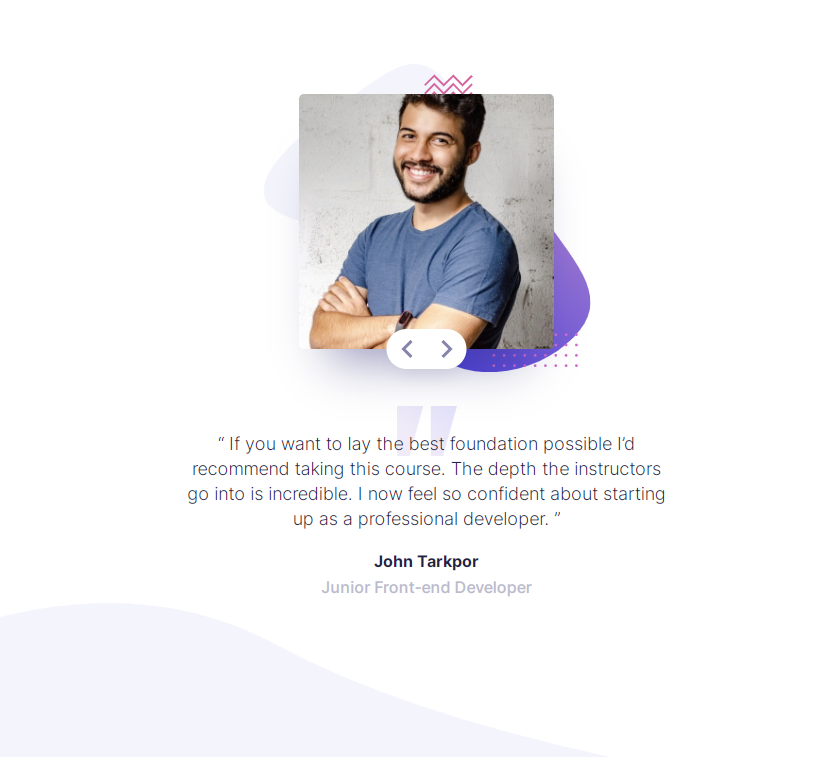 “ If you want to lay the best foundation possible I’d
recommend taking this course. The depth the instructors
go into is incredible. I now feel so confident about starting
up as a professional developer. ”
John Tarkpor
Junior Front-end Developer